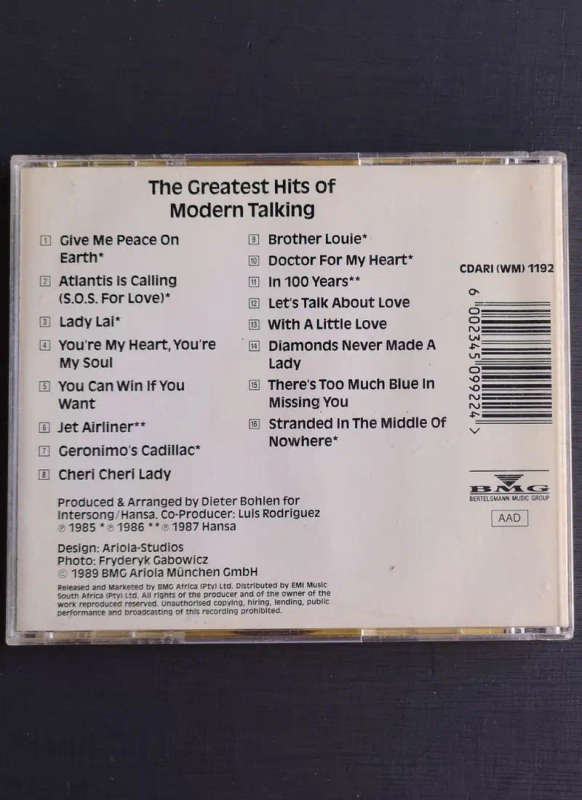 The Greatest Hits of
Modern Talking
1 Give Me Peace On
Earth*
2 Atlantis Is Calling
(S.O.S. For Love)*
3 Lady Lai*
4 You're My Heart, You're
My Soul
5 You Can Win If You
Want
6 Jet Airliner**
7 Geronimo's Cadillac*
8 Cheri Cheri Lady
9 Brother Louie*
10 Doctor For My Heart*
11 In 100 Years**
12 Let's Talk About Love
13 With A Little Love
14 Diamonds Never Made A
Lady
15 There's Too Much Blue In
Missing You
16 Stranded In The Middle Of
Nowhere*
CDARI (WM) 1192
6 002345 099224 >
BMG
BERTELSMANN MUSIC GROUP
AAD
Produced & Arranged by Dieter Bohlen for
Intersong/Hansa. Co-Producer: Luis Rodriguez
℗ 1985 * ℗ 1986 ** ℗ 1987 Hansa
Design: Ariola-Studios
Photo: Fryderyk Gabowicz
© 1989 BMG Ariola München GmbH
Released and Marketed by BMG Africa (Pty) Ltd. Distributed by EMI Music
South Africa (Pty) Ltd. All rights of the producer and of the owner of the
work reproduced reserved. Unauthorised copying, hiring, lending, public
performance and broadcasting of this recording prohibited.